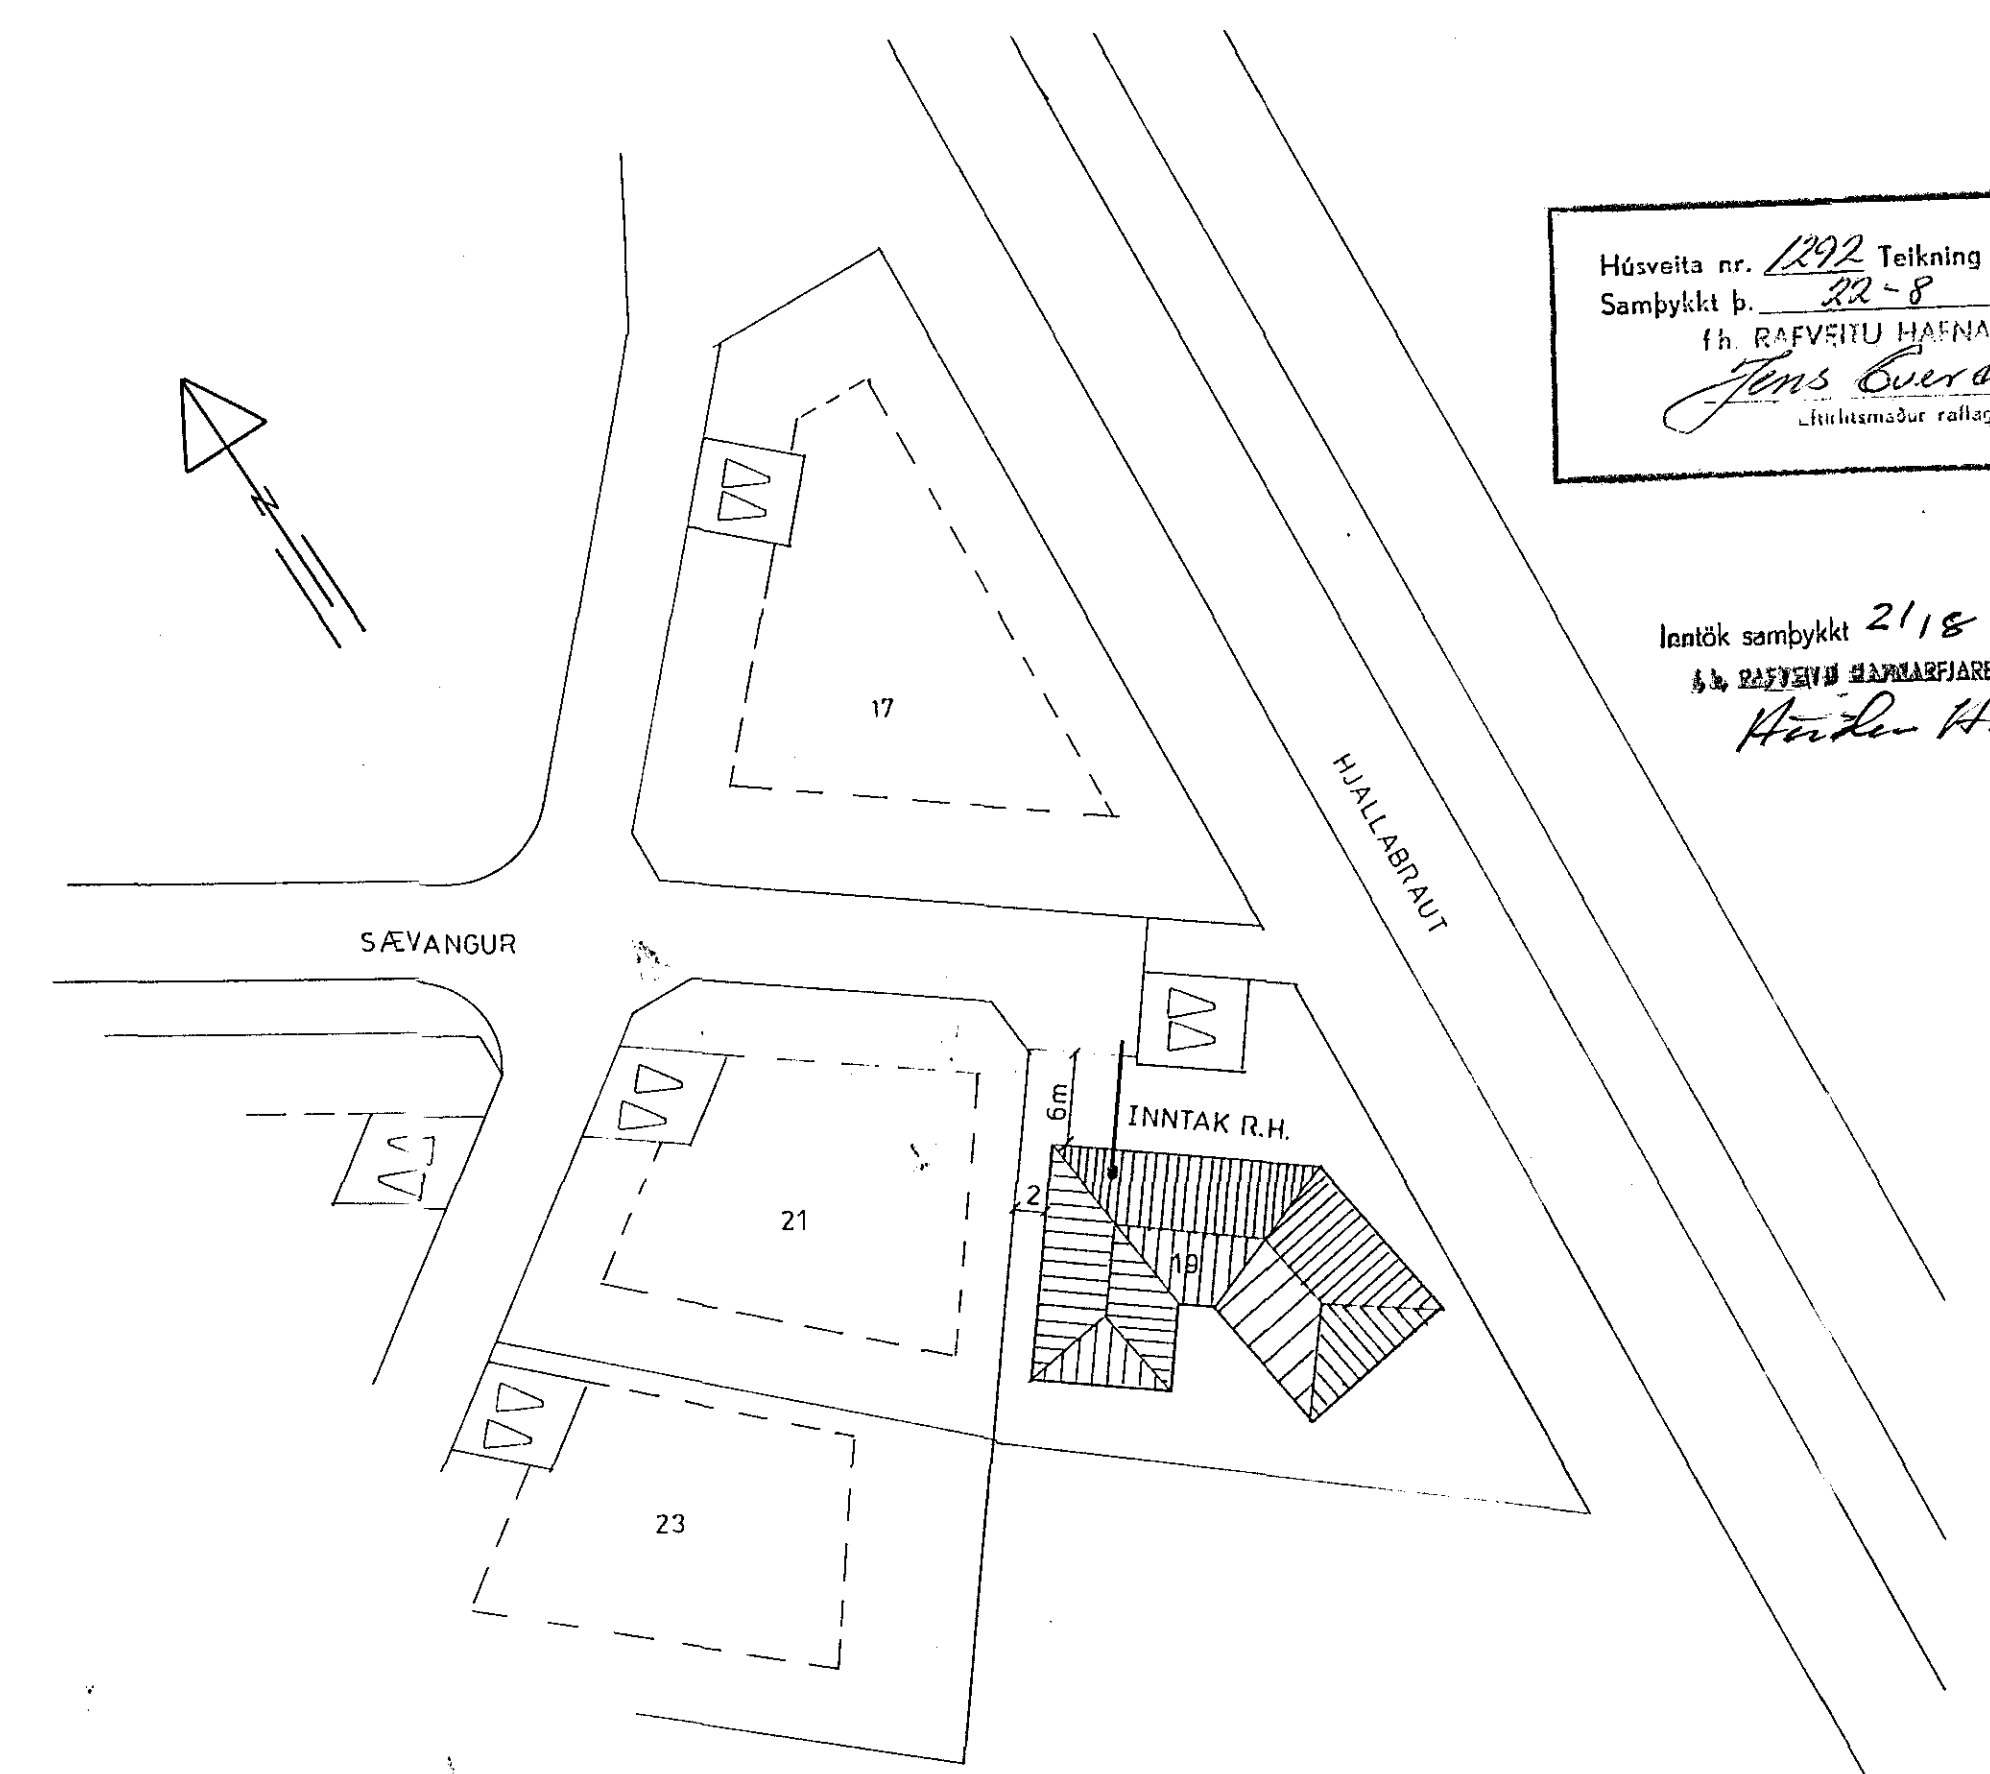 Húsveita nr. 1292 Teikning
Samþykkt þ. 22-8
f.h. RAFVEITU HAFNA
Jens
Eftirlitsmaður raflag
Inntök samþykkt 21/8
f.h. RAFVEITU HAFNARFJARÐ
N
17
HJALLABRAUT
SÆVANGUR
6m
INNTAK R.H.
2
21
19
23